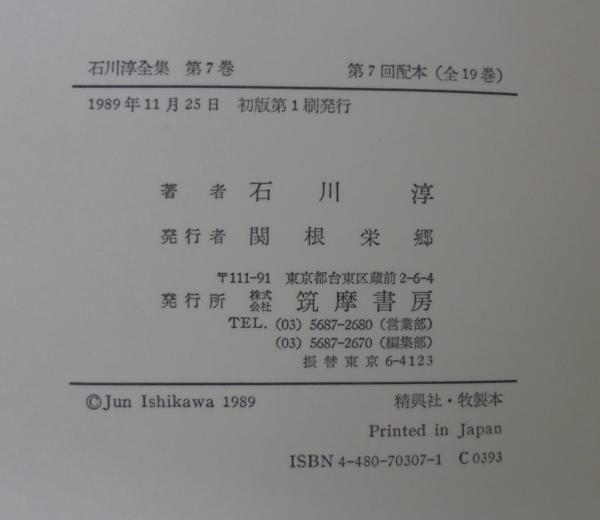 石川淳全集 第7巻 第7回配本（全19巻）
1989年11月25日 初版第1刷発行
著者 石川淳
発行者 関根栄郷
〒111-91 東京都台東区蔵前2-6-4
発行所 株式会社 筑摩書房
TEL. (03) 5687-2680（営業部）
(03) 5687-2670（編集部）
振替東京6-4123
©Jun Ishikawa 1989 精興社・牧製本
Printed in Japan
ISBN 4-480-70307-1 C0393